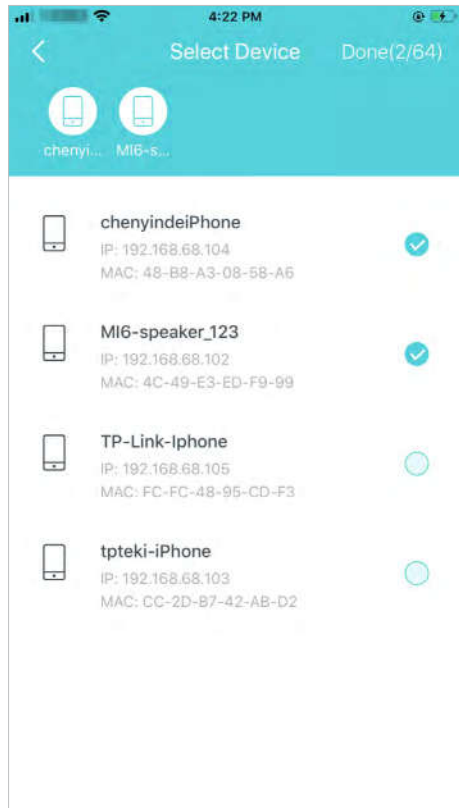 4:22 PM
Select Device
Done(2/64)
chenyi...
MI6-s...
chenyindeiPhone
IP: 192.168.68.104
MAC: 48-B8-A3-08-58-A6
MI6-speaker_123
IP: 192.168.68.102
MAC: 4C-49-E3-ED-F9-99
TP-Link-Iphone
IP: 192.168.68.105
MAC: FC-FC-48-95-CD-F3
tpteki-iPhone
IP: 192.168.68.103
MAC: CC-2D-B7-42-AB-D2